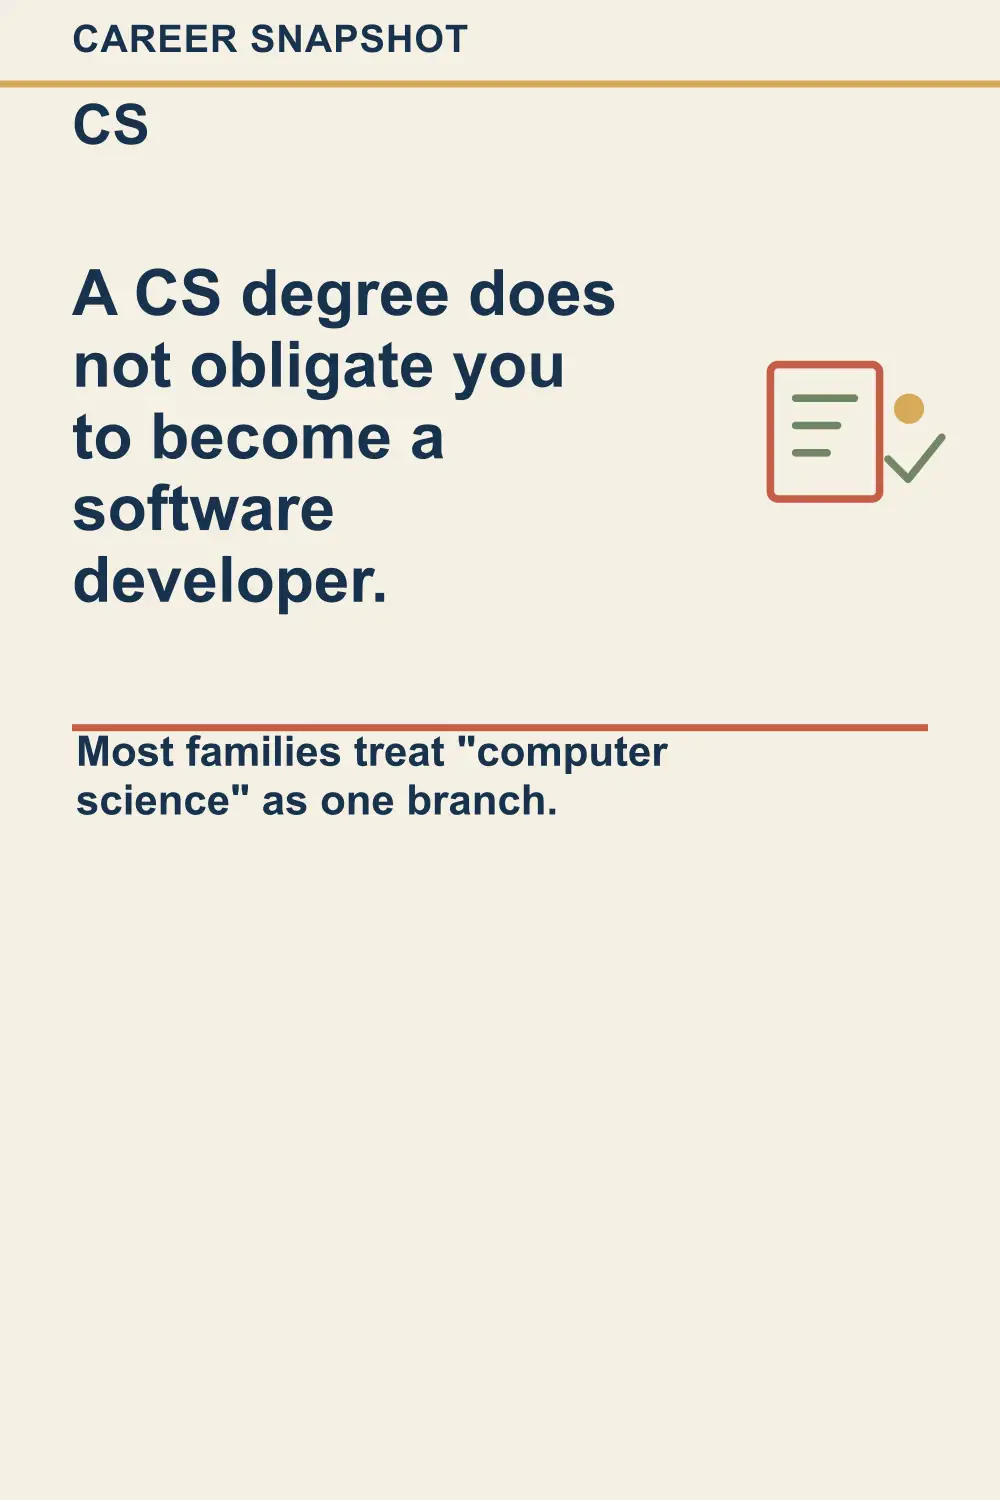 CAREER SNAPSHOT
CS
A CS degree does
not obligate you
to become a
software
developer.
Most families treat "computer
science" as one branch.